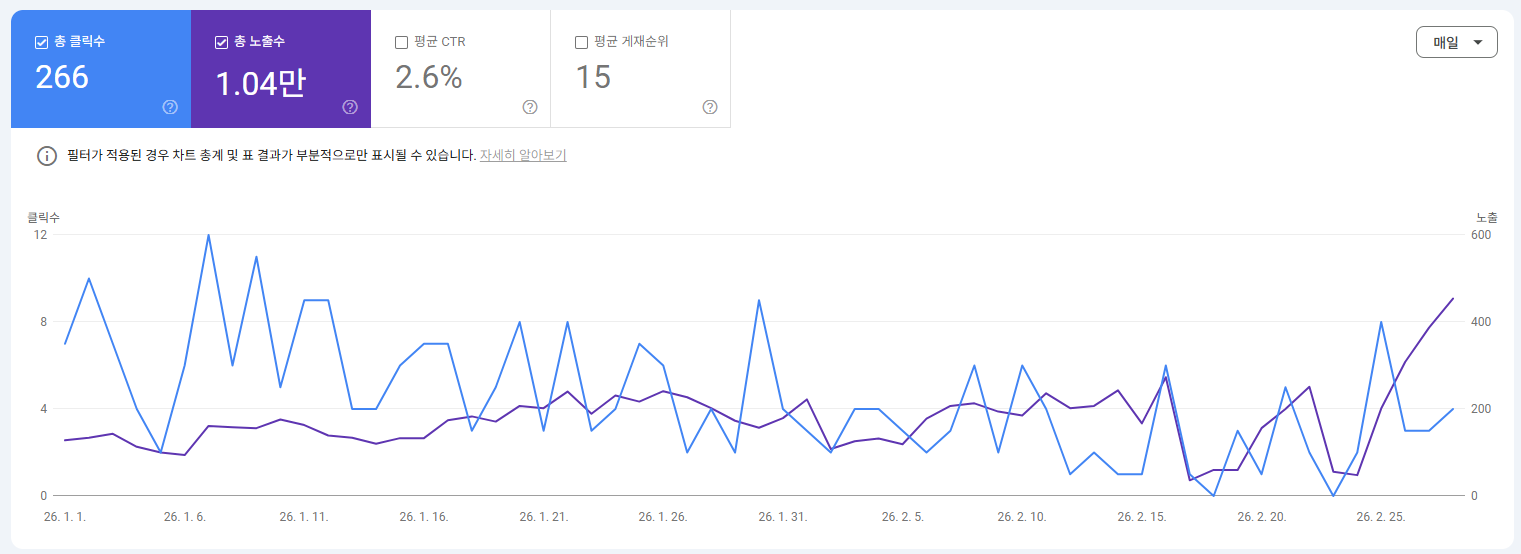 총 클릭수
266
총 노출수
1.04만
평균 CTR
2.6%
평균 게재순위
15
매일
필터가 적용된 경우 차트 총계 및 표 결과가 부분적으로만 표시될 수 있습니다. 자세히 알아보기
클릭수
노출
12
600
8
400
4
200
0
0
26. 1. 1.
26. 1. 6.
26. 1. 11.
26. 1. 16.
26. 1. 21.
26. 1. 26.
26. 1. 31.
26. 2. 5.
26. 2. 10.
26. 2. 15.
26. 2. 20.
26. 2. 25.